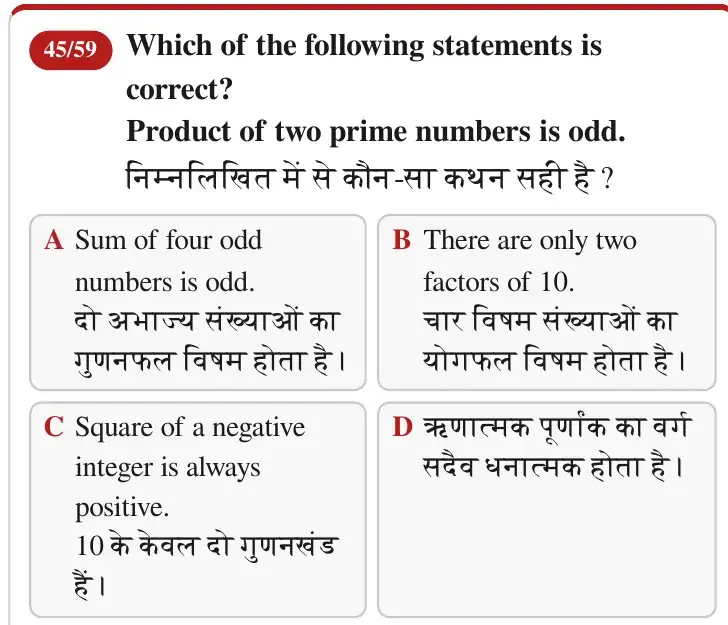 45/59 Which of the following statements is
correct?
Product of two prime numbers is odd.
निम्नलिखित में से कौन-सा कथन सही है ?
A Sum of four odd
numbers is odd.
दो अभाज्य संख्याओं का
गुणनफल विषम होता है।
B There are only two
factors of 10.
चार विषम संख्याओं का
योगफल विषम होता है।
C Square of a negative
integer is always
positive.
10 के केवल दो गुणनखंड
हैं।
D ऋणात्मक पूर्णांक का वर्ग
सदैव धनात्मक होता है।